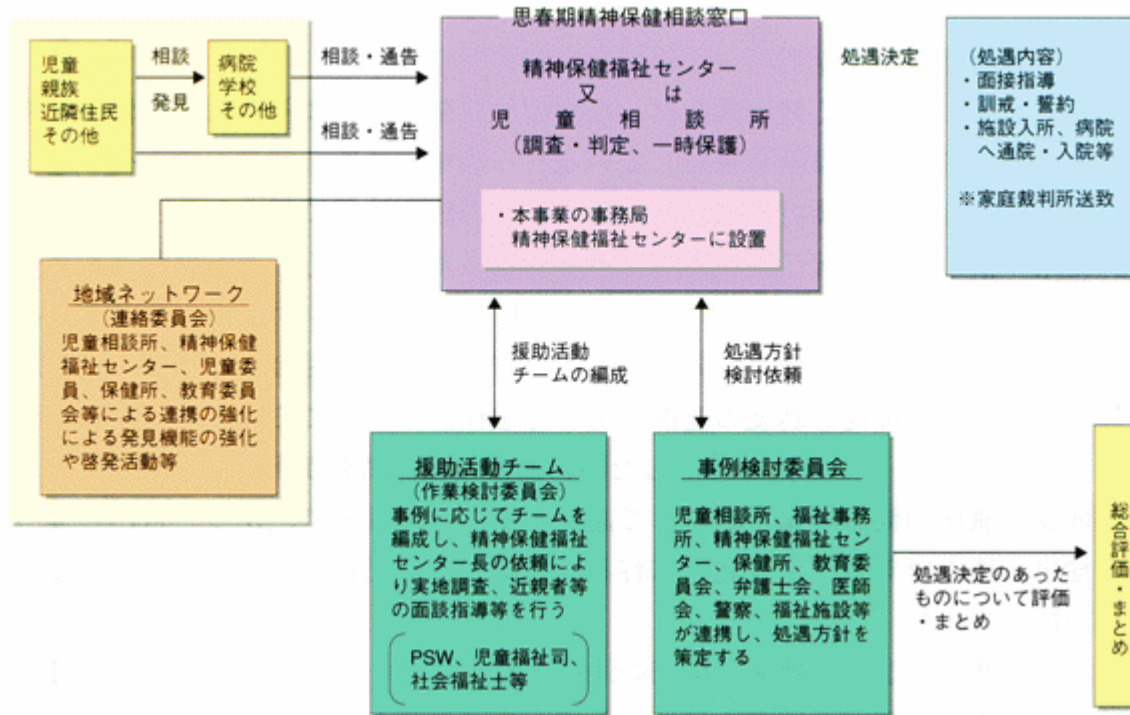 児童
親族
近隣住民
その他
相談
発見
病院
学校
その他
相談・通告
相談・通告
思春期精神保健相談窓口
精神保健福祉センター
又は
児童相談所
（調査・判定、一時保護）
・本事業の事務局
精神保健福祉センターに設置
処遇決定
（処遇内容）
・面接指導
・訓戒・誓約
・施設入所、病院
へ通院・入院等
※家庭裁判所送致
地域ネットワーク
（連絡委員会）
児童相談所、精神保健
福祉センター、児童委
員、保健所、教育委員
会等による連携の強化
による発見機能の強化
や啓発活動等
援助活動
チームの編成
処遇方針
検討依頼
援助活動チーム
（作業検討委員会）
事例に応じてチームを
編成し、精神保健福祉
センター長の依頼によ
り実地調査、近親者等
の面談指導等を行う
PSW、児童福祉司、
社会福祉士等
事例検討委員会
児童相談所、福祉事務
所、精神保健福祉セン
ター、保健所、教育委
員会、弁護士会、医師
会、警察、福祉施設等
が連携し、処遇方針を
策定する
処遇決定のあった
ものについて評価
・まとめ
総合評価・まとめ